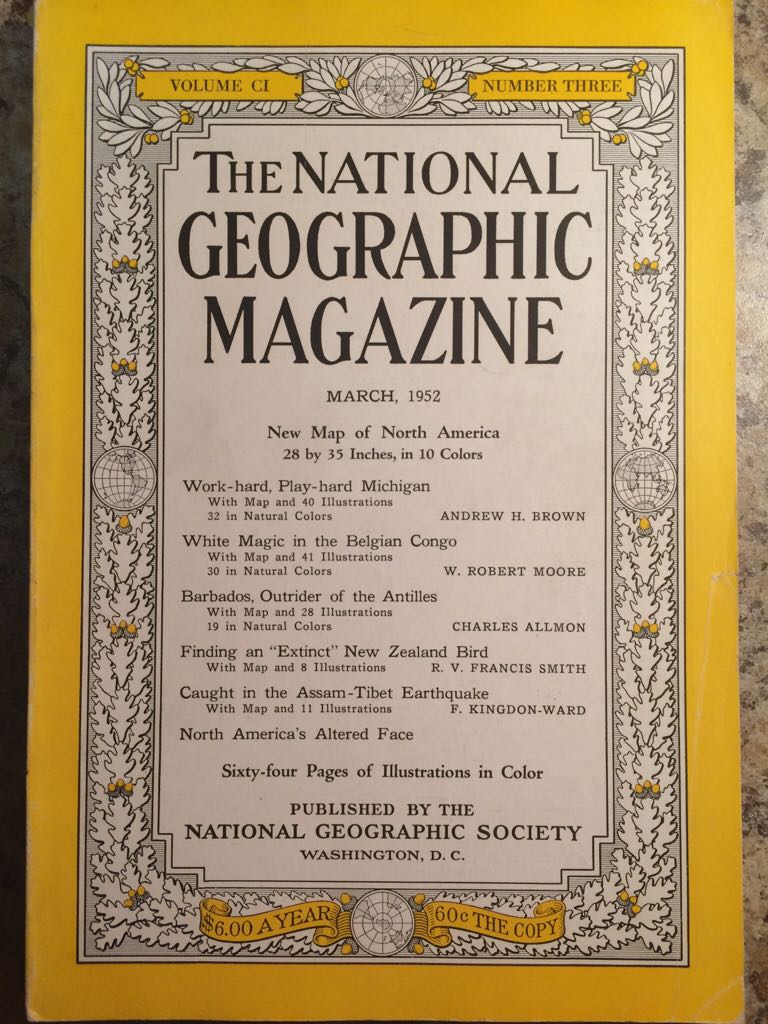 VOLUME CI
NUMBER THREE
THE NATIONAL
GEOGRAPHIC
MAGAZINE
MARCH, 1952
New Map of North America
28 by 35 Inches, in 10 Colors
Work-hard, Play-hard Michigan
With Map and 40 Illustrations
32 in Natural Colors ANDREW H. BROWN
White Magic in the Belgian Congo
With Map and 41 Illustrations
30 in Natural Colors W. ROBERT MOORE
Barbados, Outrider of the Antilles
With Map and 28 Illustrations
19 in Natural Colors CHARLES ALLMON
Finding an “Extinct” New Zealand Bird
With Map and 8 Illustrations R. V. FRANCIS SMITH
Caught in the Assam-Tibet Earthquake
With Map and 11 Illustrations F. KINGDON-WARD
North America's Altered Face
Sixty-four Pages of Illustrations in Color
PUBLISHED BY THE
NATIONAL GEOGRAPHIC SOCIETY
WASHINGTON, D. C.
$6.00 A YEAR
60c THE COPY